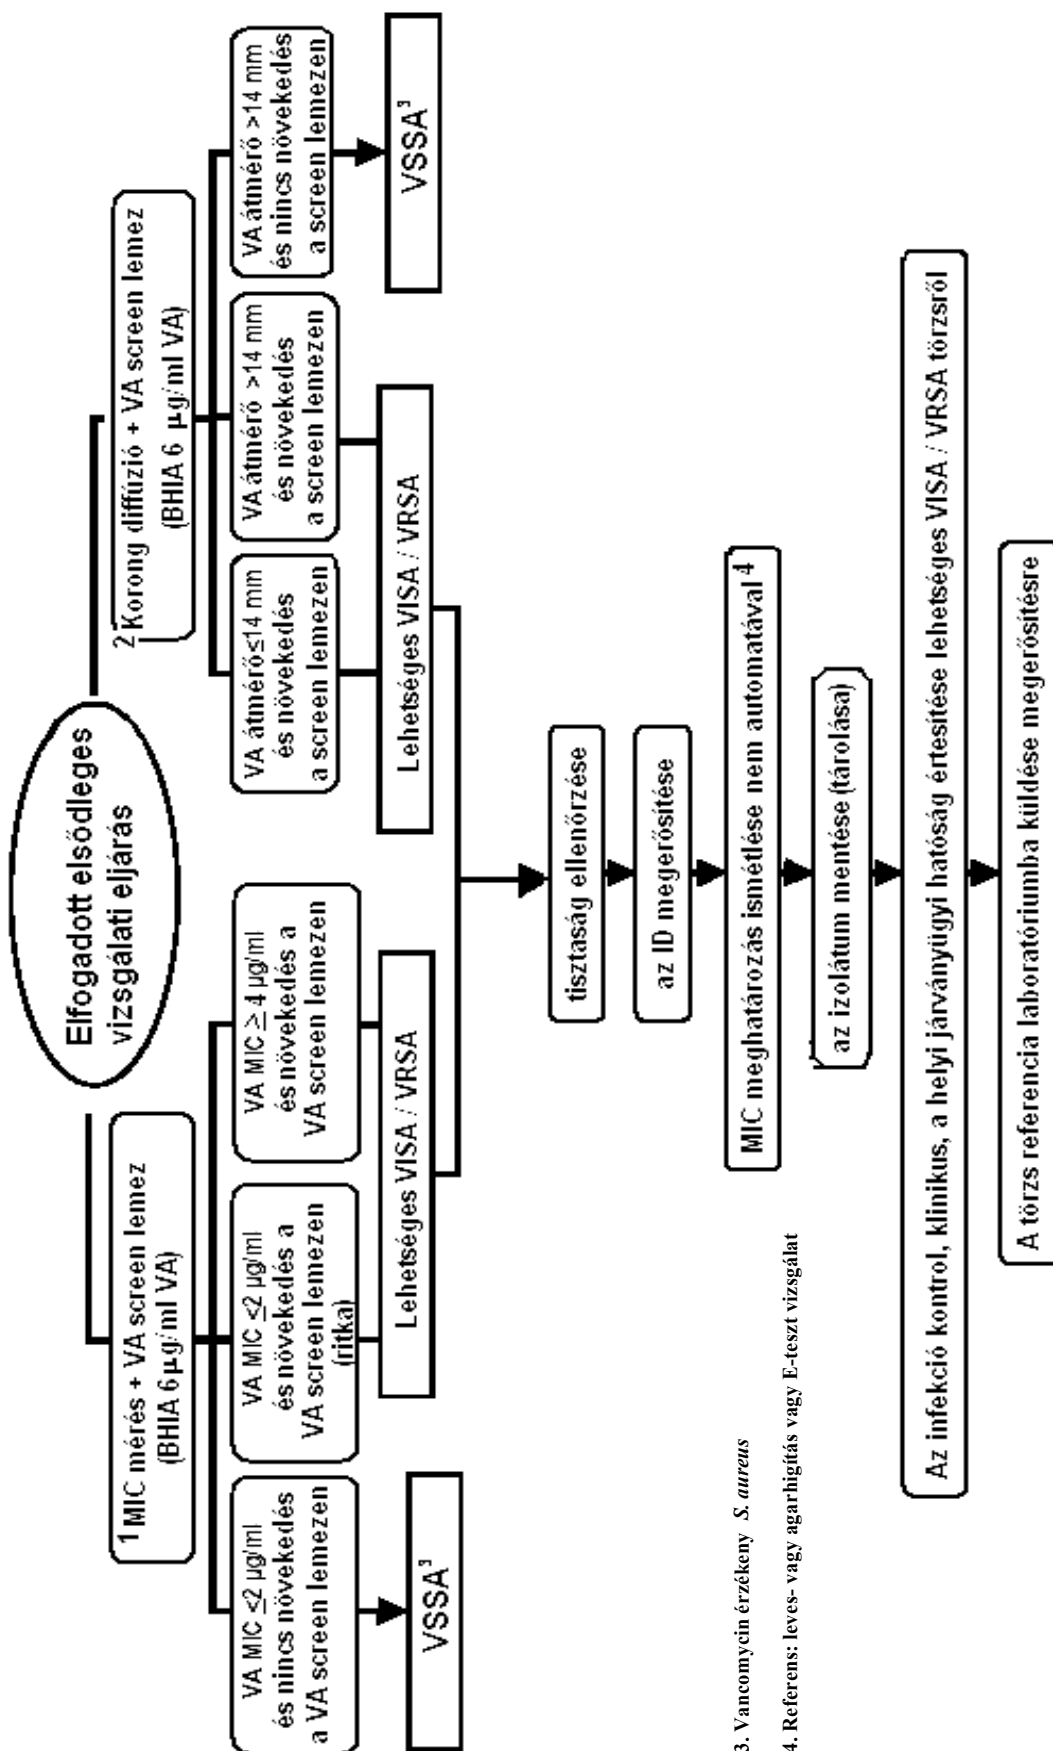 Elfogadott elsődleges
vizsgálati eljárás
1 MIC mérés + VA screen lemez
(BHIA 6 µg/ml VA)
2 Korong diffúzió + VA screen lemez
(BHIA 6 µg/ml VA)
VA MIC ≤2 µg/ml
és nincs növekedés
a VA screen lemezen
VA MIC ≤2 µg/ml
és növekedés a
VA screen lemezen
(ritka)
VA MIC ≥ 4 µg/ml
és növekedés a
VA screen lemezen
VA átmérő≤14 mm
és növekedés
a screen lemezen
VA átmérő >14 mm
és növekedés
a screen lemezen
VA átmérő >14 mm
és nincs növekedés
a screen lemezen
VSSA³
Lehetséges VISA / VRSA
Lehetséges VISA / VRSA
VSSA³
tisztaság ellenőrzése
az ID megerősítése
MIC meghatározás ismétlése nem automatával ⁴
az izolátum mentése (tárolása)
Az infekció kontrol, klinikus, a helyi járványügyi hatóság értesítése lehetséges VISA / VRSA törzsről
A törzs referencia laboratóriumba küldése megerősítésre
3. Vancomycin érzékeny S. aureus
4. Referens: leves- vagy agarhigítás vagy E-teszt vizsgálat